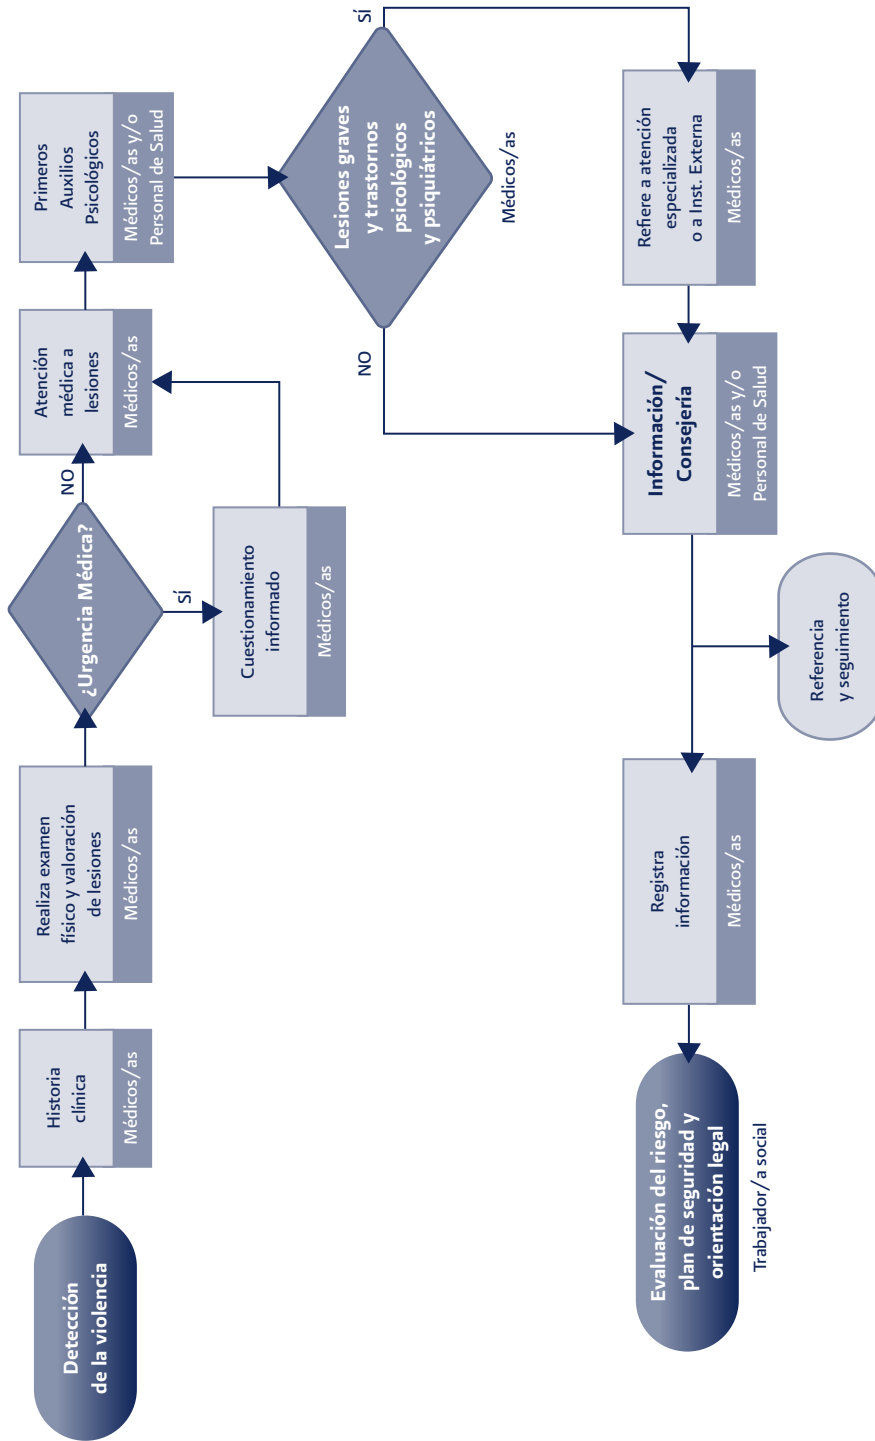 Detección
de la violencia
Historia
clínica
Médicos/as
Realiza examen
físico y valoración
de lesiones
Médicos/as
¿Urgencia Médica?
NO
SÍ
Cuestionamiento
informado
Médicos/as
Atención
médica a
lesiones
Médicos/as
Primeros
Auxilios
Psicológicos
Médicos/as y/o
Personal de Salud
Lesiones graves
y trastornos
psicológicos
y psiquiátricos
Médicos/as
SÍ
NO
Refiere a atención
especializada
o a Inst. Externa
Médicos/as
Información/
Consejería
Médicos/as y/o
Personal de Salud
Referencia
y seguimiento
Registra
información
Médicos/as
Evaluación del riesgo,
plan de seguridad y
orientación legal
Trabajador/a social